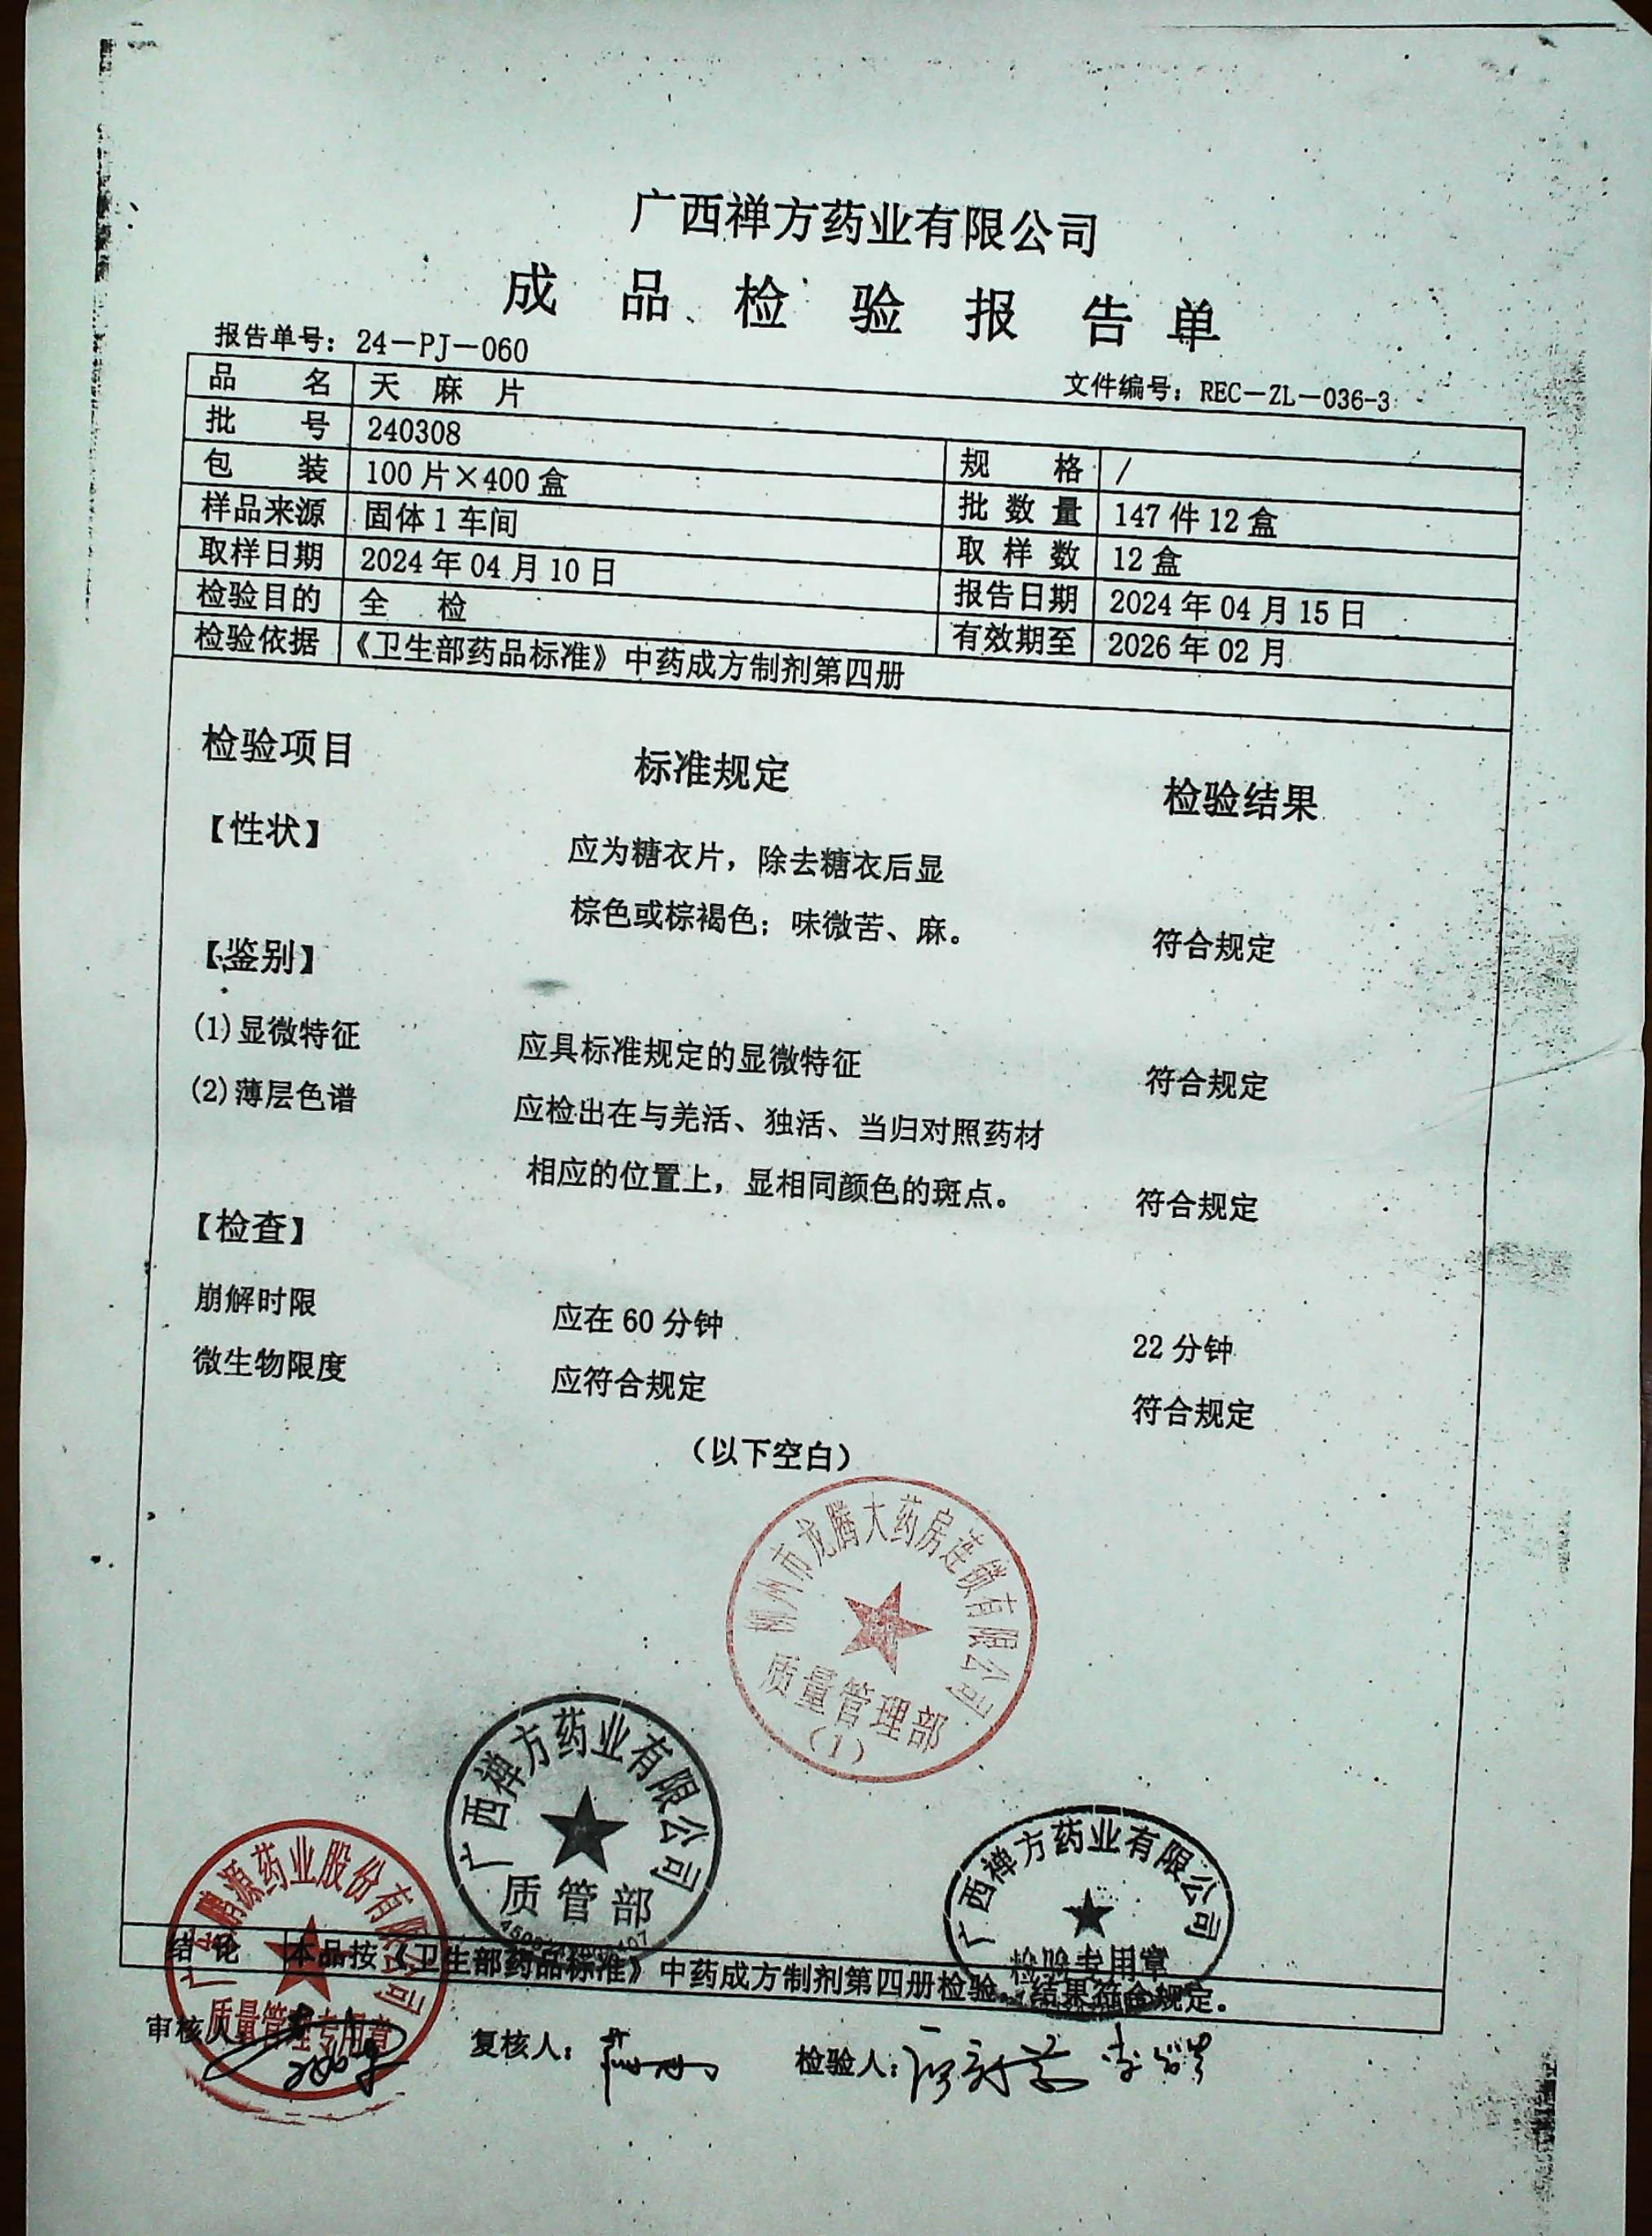 广西禅方药业有限公司
成品检验报告单
报告单号：24－PJ－060
文件编号：REC－ZL－036-3
品名 天麻片
批号 240308 规格 /
包装 100片×400盒 批数量 147件12盒
样品来源 固体1车间 取样数 12盒
取样日期 2024年04月10日 报告日期 2024年04月15日
检验目的 全检 有效期至 2026年02月
检验依据 《卫生部药品标准》中药成方制剂第四册
检验项目 标准规定 检验结果
【性状】 应为糖衣片，除去糖衣后显
棕色或棕褐色；味微苦、麻。 符合规定
【鉴别】
(1)显微特征 应具标准规定的显微特征 符合规定
(2)薄层色谱 应检出在与羌活、独活、当归对照药材
相应的位置上，显相同颜色的斑点。 符合规定
【检查】
崩解时限 应在60分钟 22分钟
微生物限度 应符合规定 符合规定
（以下空白）
柳州市龙腾大药房连锁有限公司
质量管理部
（1）
广西禅方药业有限公司
质管部
广西禅方药业有限公司
检验专用章
鹏源药业股份有限公司
质量管理专用章
结论 本品按《卫生部药品标准》中药成方制剂第四册检验，结果符合规定。
审核人
复核人：
检验人：